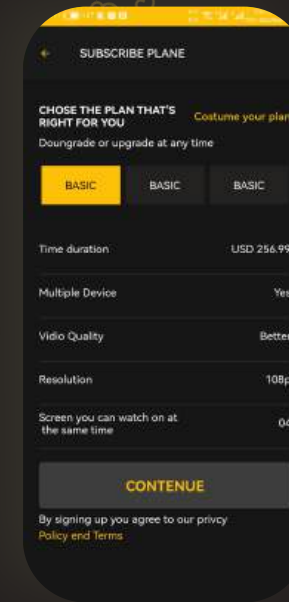 SUBSCRIBE PLANE
CHOSE THE PLAN THAT'S
RIGHT FOR YOU
Costume your plan
Doungrade or upgrade at any time
BASIC BASIC BASIC
Time duration USD 256.99
Multiple Device Yes
Vidio Quality Better
Resolution 108p
Screen you can watch on at
the same time
04
CONTENUE
By signing up you agree to our privcy
Policy end Terms